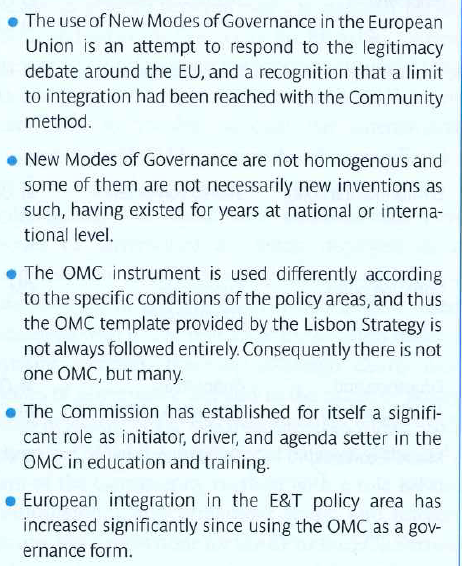 • The use of New Modes of Governance in the European
Union is an attempt to respond to the legitimacy
debate around the EU, and a recognition that a limit
to integration had been reached with the Community
method.
• New Modes of Governance are not homogenous and
some of them are not necessarily new inventions as
such, having existed for years at national or interna-
tional level.
• The OMC instrument is used differently according
to the specific conditions of the policy areas, and thus
the OMC template provided by the Lisbon Strategy is
not always followed entirely. Consequently there is not
one OMC, but many.
• The Commission has established for itself a signifi-
cant role as initiator, driver, and agenda setter in the
OMC in education and training.
• European integration in the E&T policy area has
increased significantly since using the OMC as a gov-
ernance form.